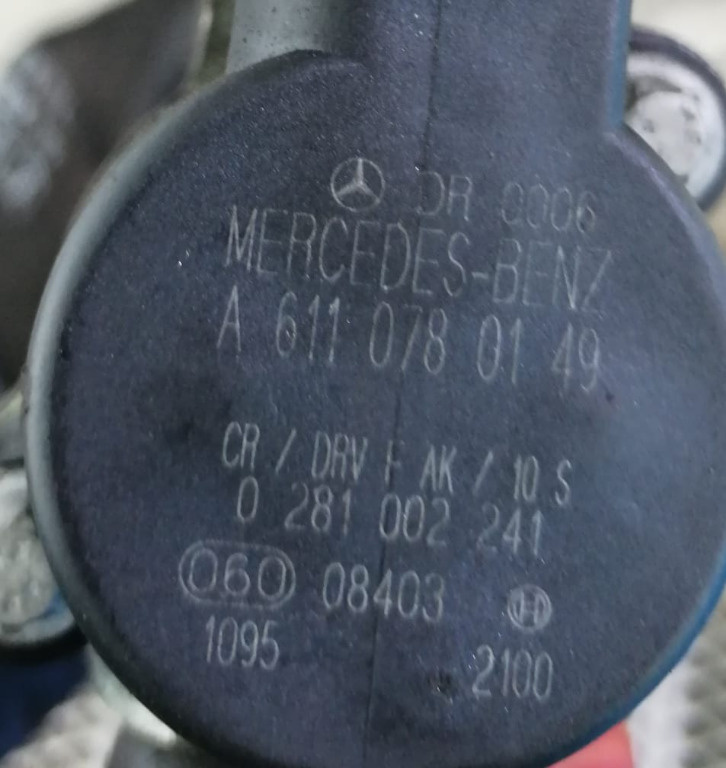 DR 0006
MERCEDES-BENZ
A 611 078 01 49
CR / DRV F AK / 10 S
0 281 002 241
060 08403
1095 2100